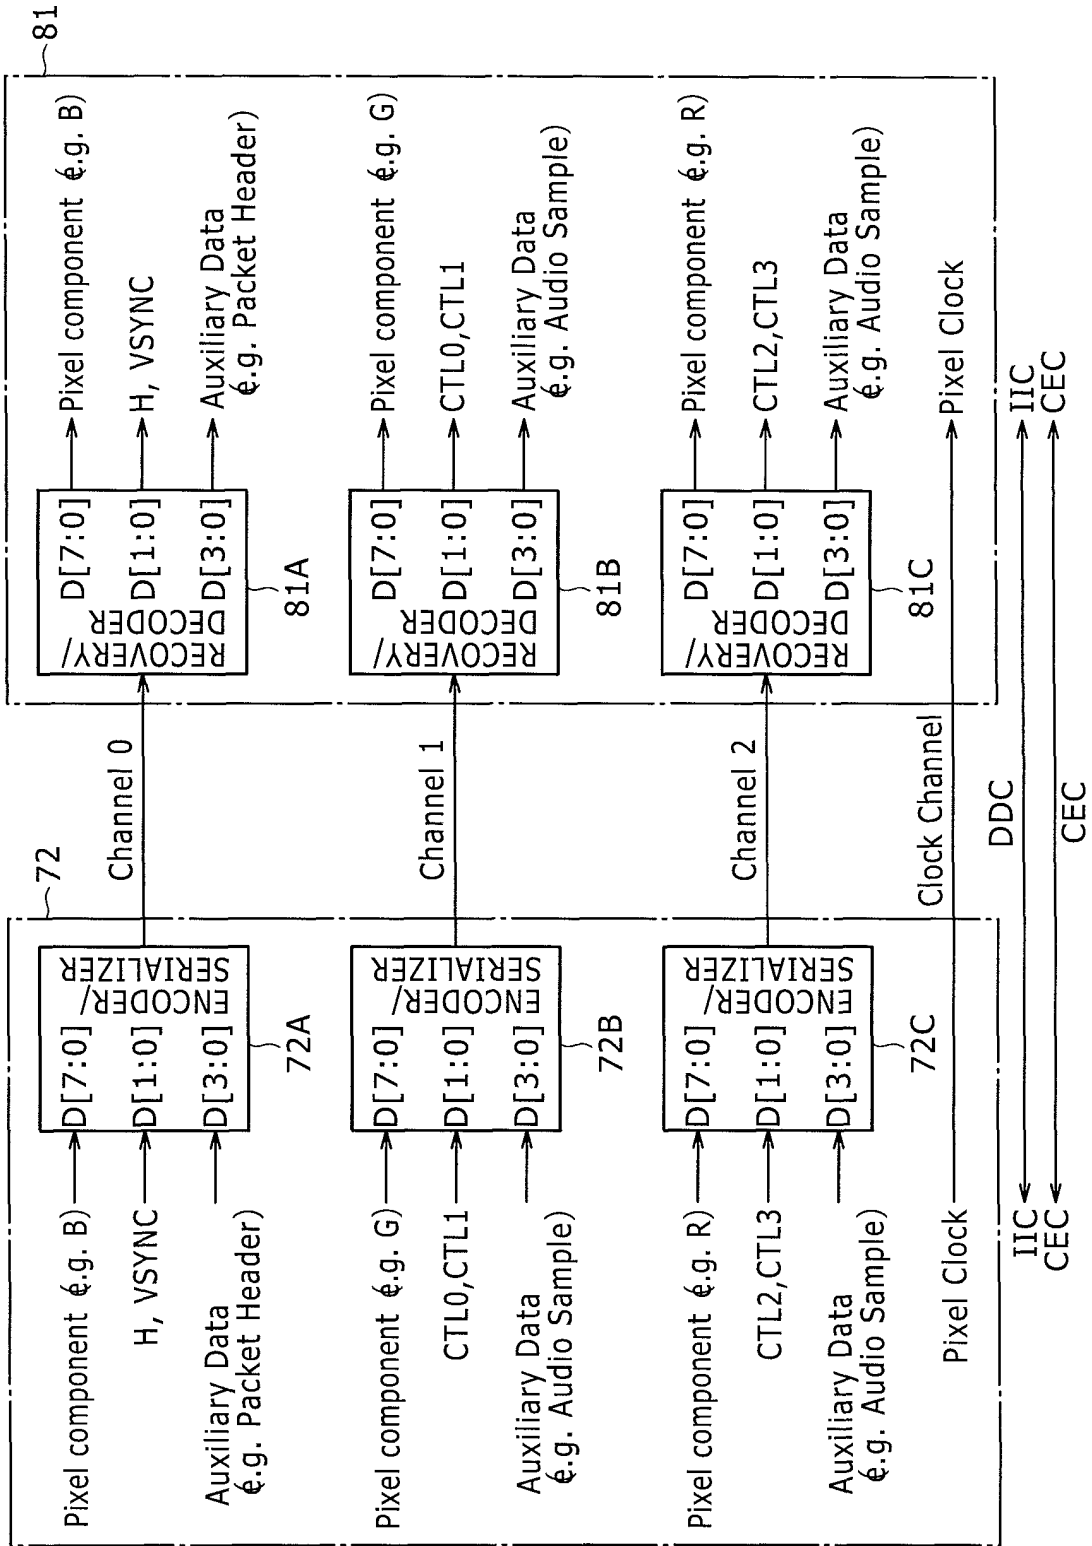 72
Pixel component (e.g. B)
H, VSYNC
Auxiliary Data
(e.g. Packet Header)
D[7:0]
D[1:0]
D[3:0]
ENCODER/
SERIALIZER
72A
Channel 0
81
RECOVERY/
DECODER
D[7:0]
D[1:0]
D[3:0]
81A
Pixel component (e.g. B)
H, VSYNC
Auxiliary Data
(e.g. Packet Header)
Pixel component (e.g. G)
CTL0,CTL1
Auxiliary Data
(e.g. Audio Sample)
D[7:0]
D[1:0]
D[3:0]
ENCODER/
SERIALIZER
72B
Channel 1
RECOVERY/
DECODER
D[7:0]
D[1:0]
D[3:0]
81B
Pixel component (e.g. G)
CTL0,CTL1
Auxiliary Data
(e.g. Audio Sample)
Pixel component (e.g. R)
CTL2,CTL3
Auxiliary Data
(e.g. Audio Sample)
D[7:0]
D[1:0]
D[3:0]
ENCODER/
SERIALIZER
72C
Channel 2
RECOVERY/
DECODER
D[7:0]
D[1:0]
D[3:0]
81C
Pixel component (e.g. R)
CTL2,CTL3
Auxiliary Data
(e.g. Audio Sample)
Pixel Clock
Clock Channel
Pixel Clock
IIC
DDC
IIC
CEC
CEC
CEC